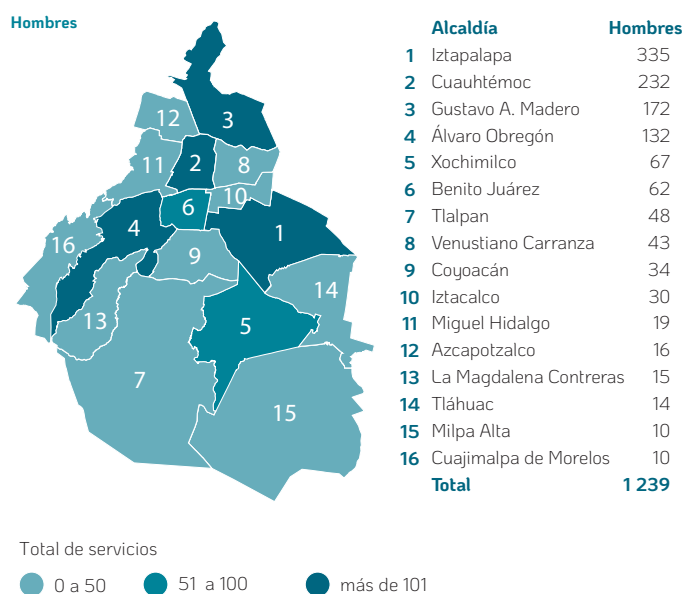 Hombres
Alcaldía Hombres
1 Iztapalapa 335
2 Cuauhtémoc 232
3 Gustavo A. Madero 172
4 Álvaro Obregón 132
5 Xochimilco 67
6 Benito Juárez 62
7 Tlalpan 48
8 Venustiano Carranza 43
9 Coyoacán 34
10 Iztacalco 30
11 Miguel Hidalgo 19
12 Azcapotzalco 16
13 La Magdalena Contreras 15
14 Tláhuac 14
15 Milpa Alta 10
16 Cuajimalpa de Morelos 10
Total 1 239
12
3
11
2
8
10
6
4
1
16
9
14
13
5
7
15
Total de servicios
0 a 50 51 a 100 más de 101